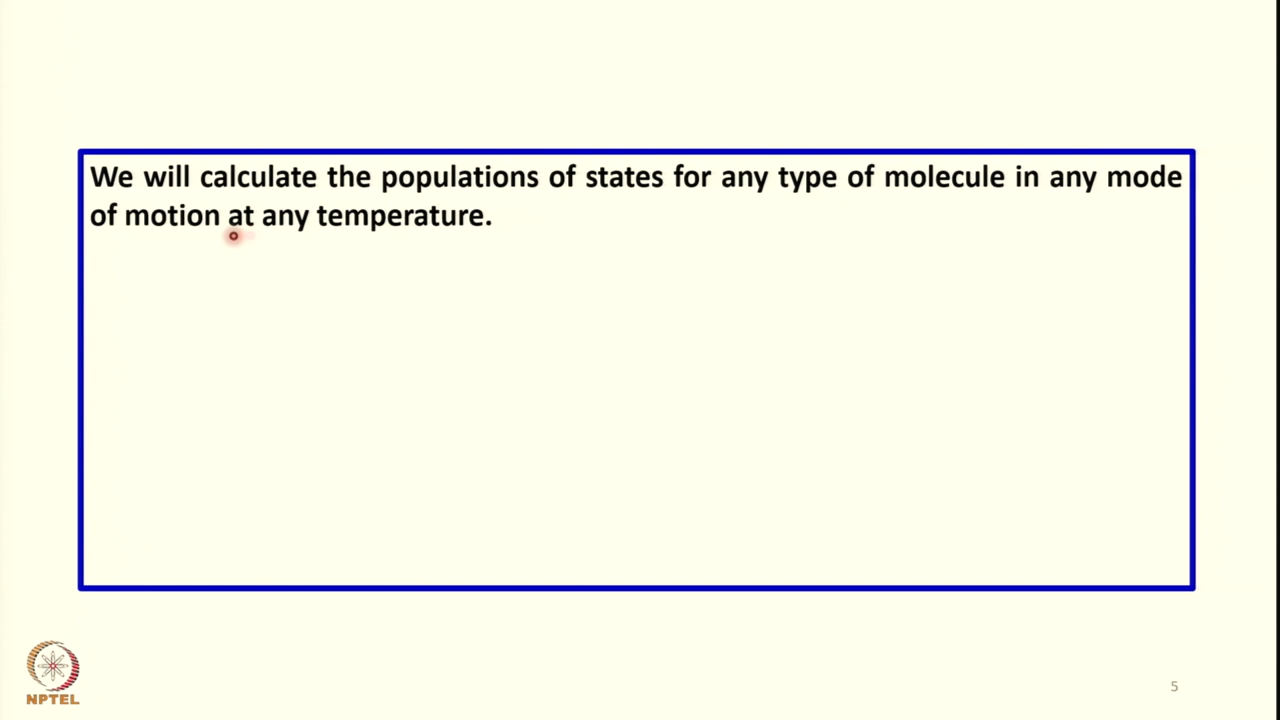 We will calculate the populations of states for any type of molecule in any mode
of motion at any temperature.
NPTEL
5